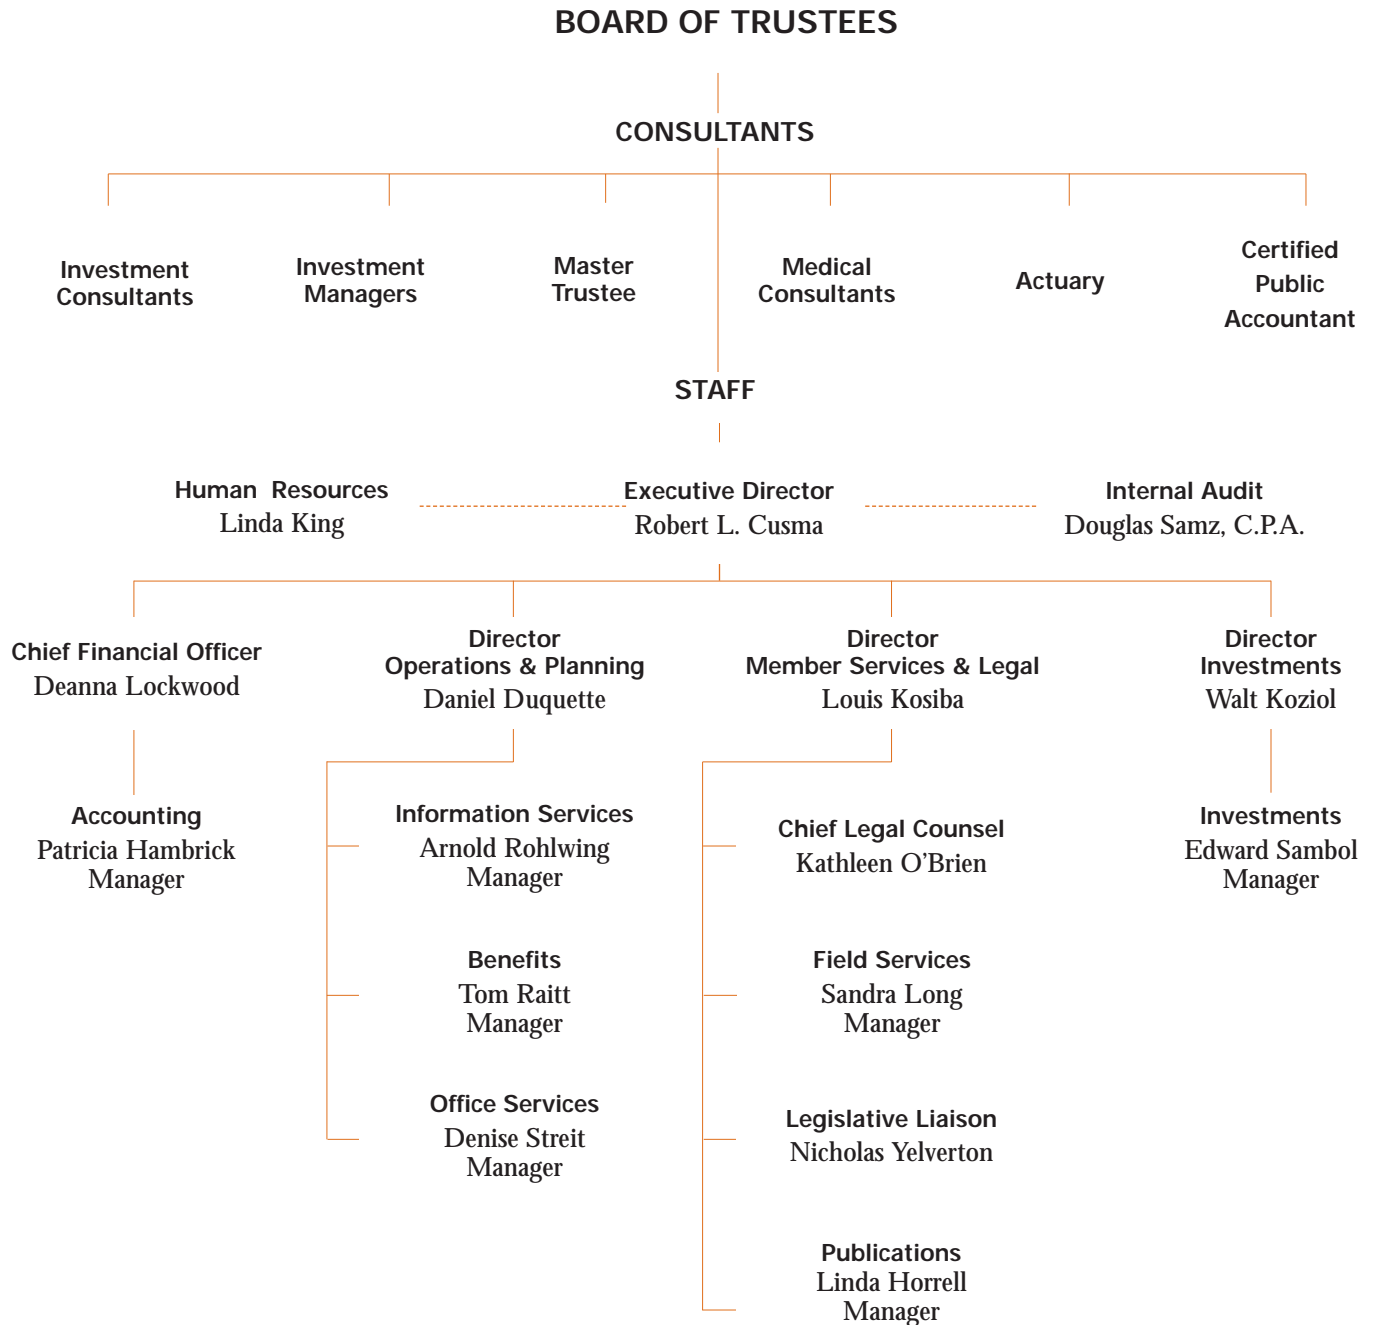 BOARD OF TRUSTEES
CONSULTANTS
Investment
Consultants
Investment
Managers
Master
Trustee
Medical
Consultants
Actuary
Certified
Public
Accountant
STAFF
Human Resources
Linda King
Executive Director
Robert L. Cusma
Internal Audit
Douglas Samz, C.P.A.
Chief Financial Officer
Deanna Lockwood
Director
Operations & Planning
Daniel Duquette
Director
Member Services & Legal
Louis Kosiba
Director
Investments
Walt Koziol
Accounting
Patricia Hambrick
Manager
Information Services
Arnold Rohlwing
Manager
Benefits
Tom Raitt
Manager
Office Services
Denise Streit
Manager
Chief Legal Counsel
Kathleen O'Brien
Field Services
Sandra Long
Manager
Legislative Liaison
Nicholas Yelverton
Publications
Linda Horrell
Manager
Investments
Edward Sambol
Manager